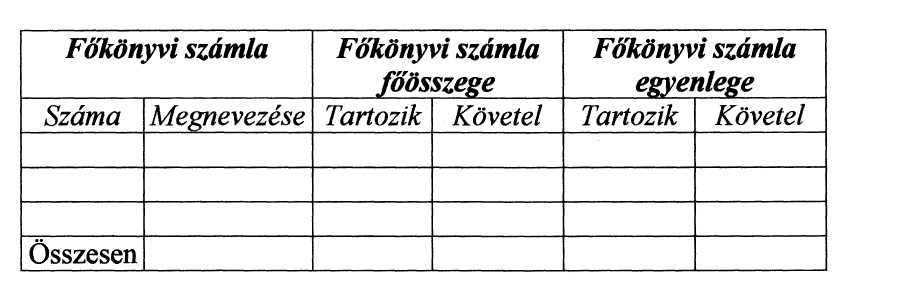 Főkönyvi számla Főkönyvi számla Főkönyvi számla
főösszege egyenlege
Száma Megnevezése Tartozik Követel Tartozik Követel
Összesen